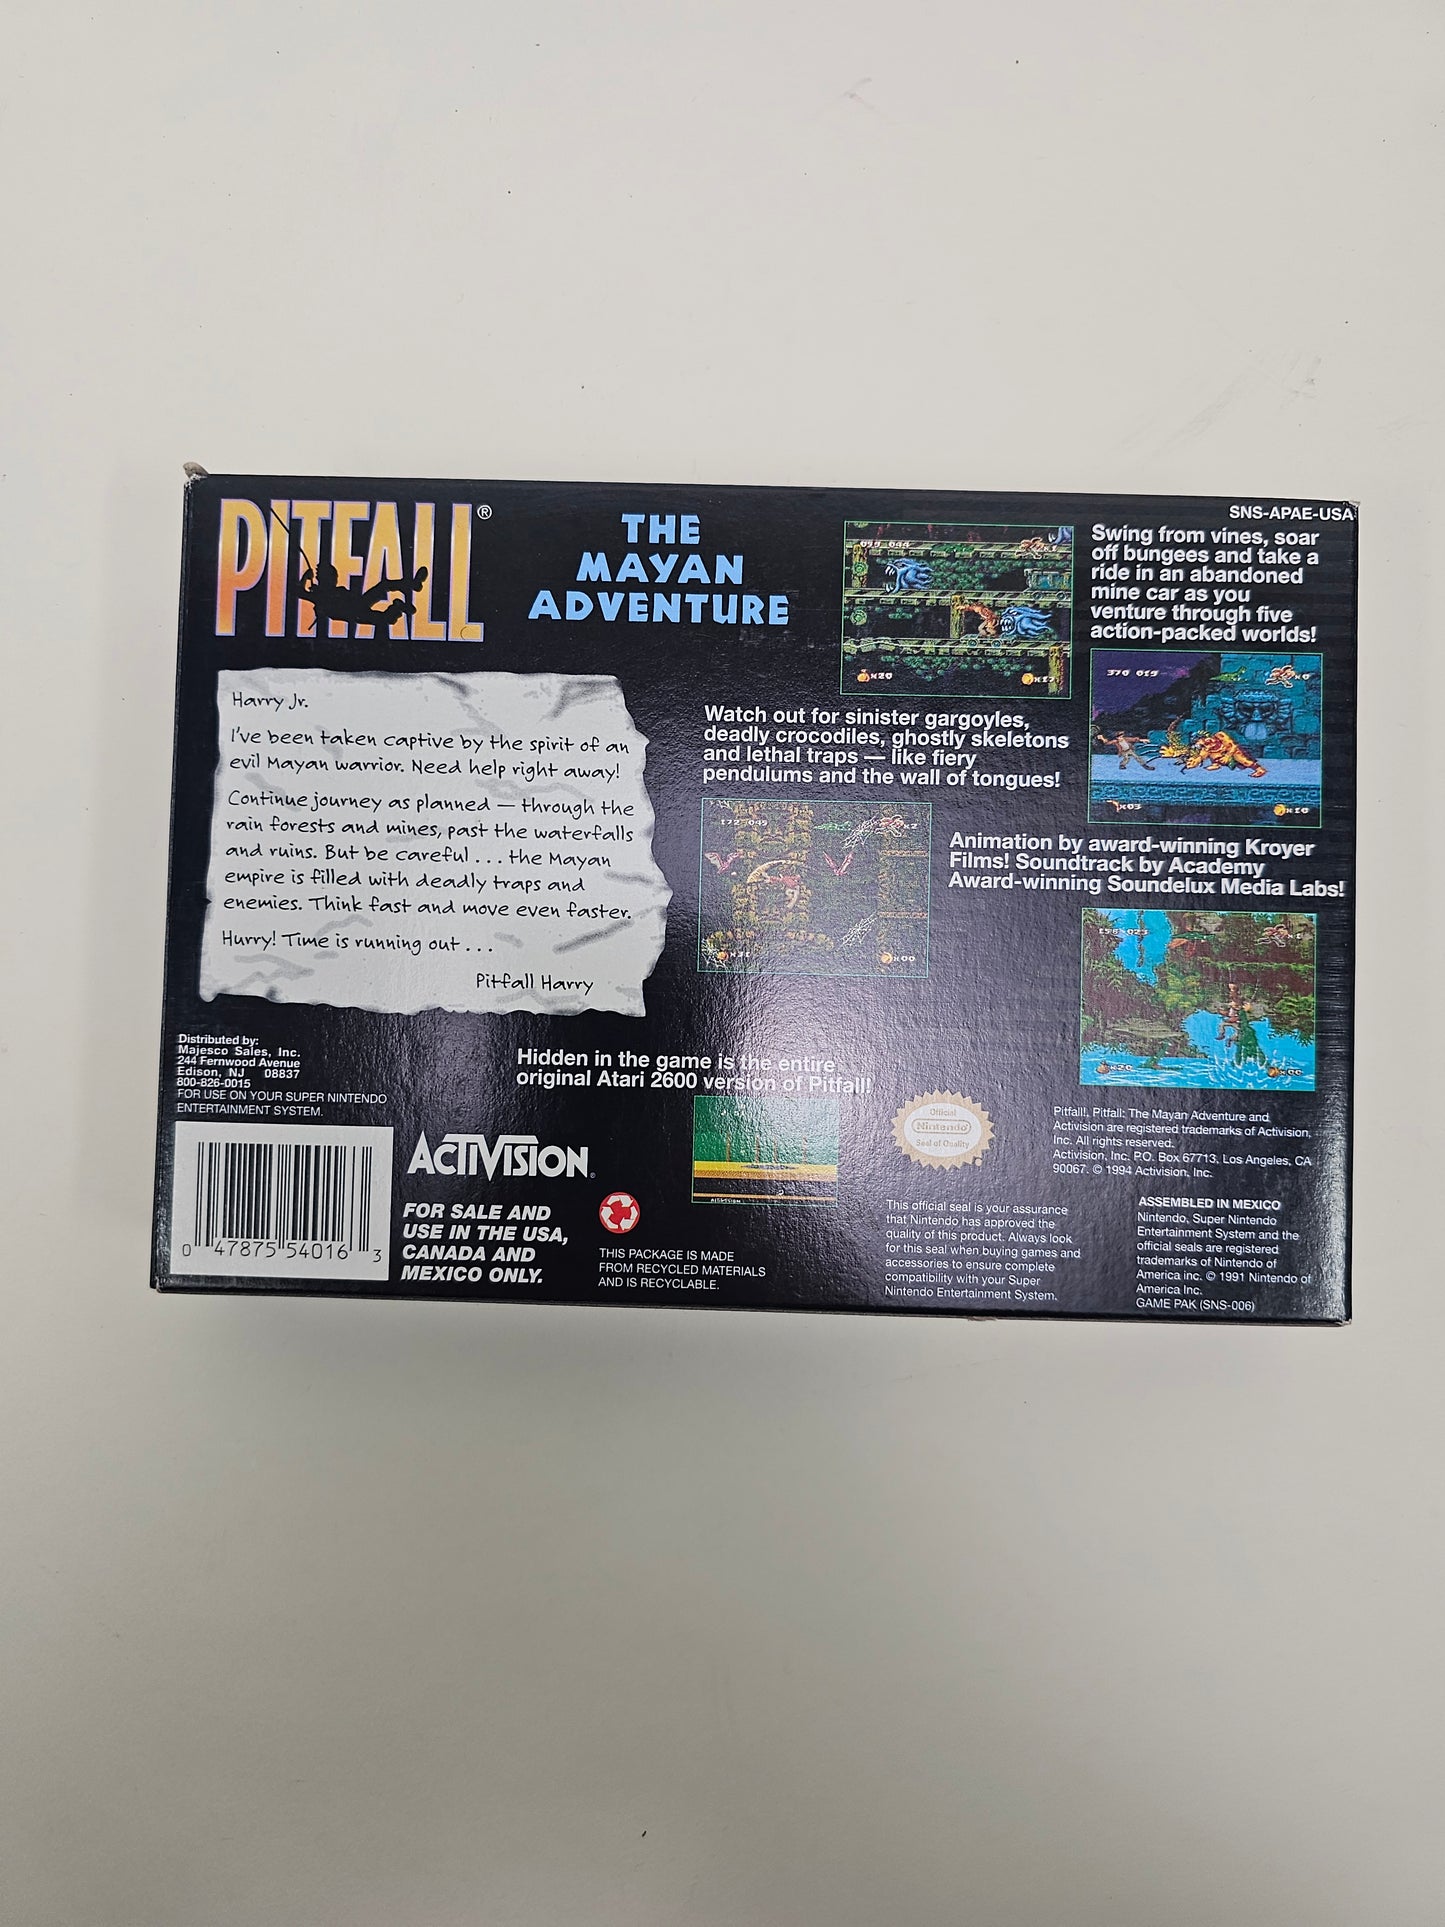 PITFALL®
THE
MAYAN
ADVENTURE
SNS-APAE-USA
Swing from vines, soar
off bungees and take a
ride in an abandoned
mine car as you
venture through five
action-packed worlds!
Harry Jr.
I've been taken captive by the spirit of an
evil Mayan warrior. Need help right away!
Continue journey as planned — through the
rain forests and mines, past the waterfalls
and ruins. But be careful . . . the Mayan
empire is filled with deadly traps and
enemies. Think fast and move even faster.
Hurry! Time is running out . . .
Pitfall Harry
Watch out for sinister gargoyles,
deadly crocodiles, ghostly skeletons
and lethal traps — like fiery
pendulums and the wall of tongues!
Animation by award-winning Kroyer
Films! Soundtrack by Academy
Award-winning Soundelux Media Labs!
Distributed by:
Majesco Sales, Inc.
244 Fernwood Avenue
Edison, NJ 08837
800-826-0015
FOR USE ON YOUR SUPER NINTENDO
ENTERTAINMENT SYSTEM.
0 47875 54016 3
Hidden in the game is the entire
original Atari 2600 version of Pitfall!
ACTIVISION
ACTIVISION.
FOR SALE AND
USE IN THE USA,
CANADA AND
MEXICO ONLY.
THIS PACKAGE IS MADE
FROM RECYCLED MATERIALS
AND IS RECYCLABLE.
Official
Nintendo
Seal of Quality
This official seal is your assurance
that Nintendo has approved the
quality of this product. Always look
for this seal when buying games and
accessories to ensure complete
compatibility with your Super
Nintendo Entertainment System.
Pitfall!, Pitfall: The Mayan Adventure and
Activision are registered trademarks of Activision,
Inc. All rights reserved.
Activision, Inc. P.O. Box 67713, Los Angeles, CA
90067. © 1994 Activision, Inc.
ASSEMBLED IN MEXICO
Nintendo, Super Nintendo
Entertainment System and the
official seals are registered
trademarks of Nintendo of
America inc. © 1991 Nintendo of
America Inc.
GAME PAK (SNS-006)